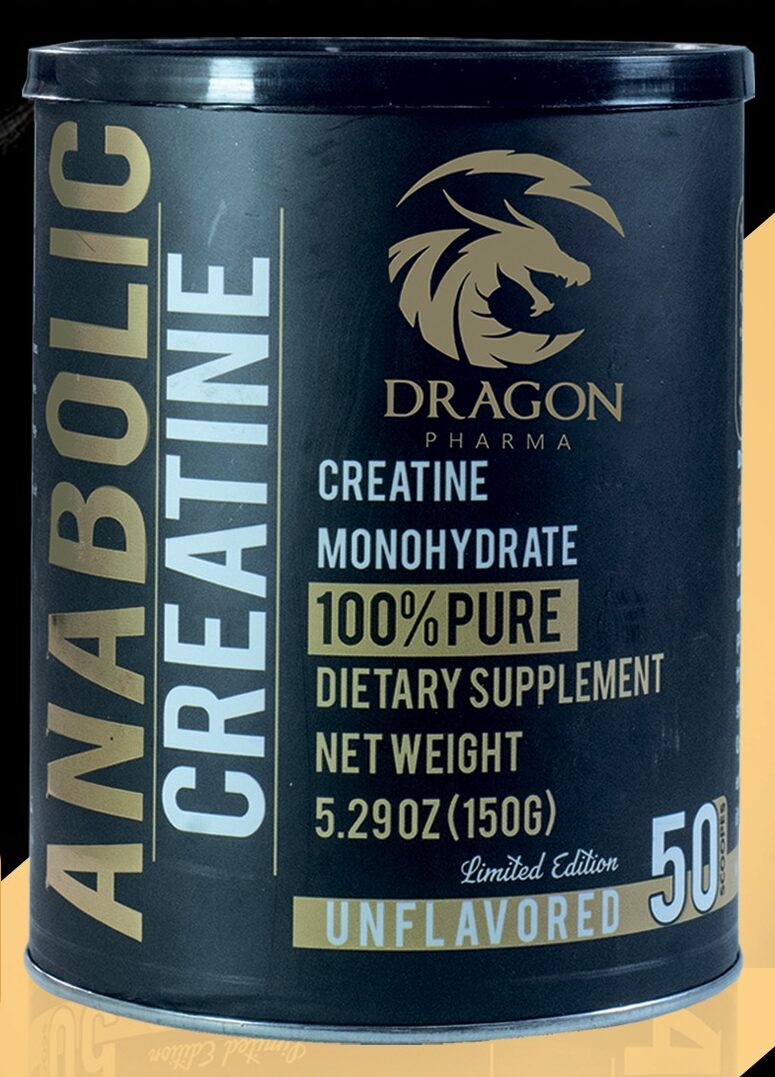 ANABOLIC
CREATINE
DRAGON
PHARMA
CREATINE
MONOHYDRATE
100% PURE
DIETARY SUPPLEMENT
NET WEIGHT
5.29OZ(150G)
Limited Edition
50
SCOOPES
UNFLAVORED